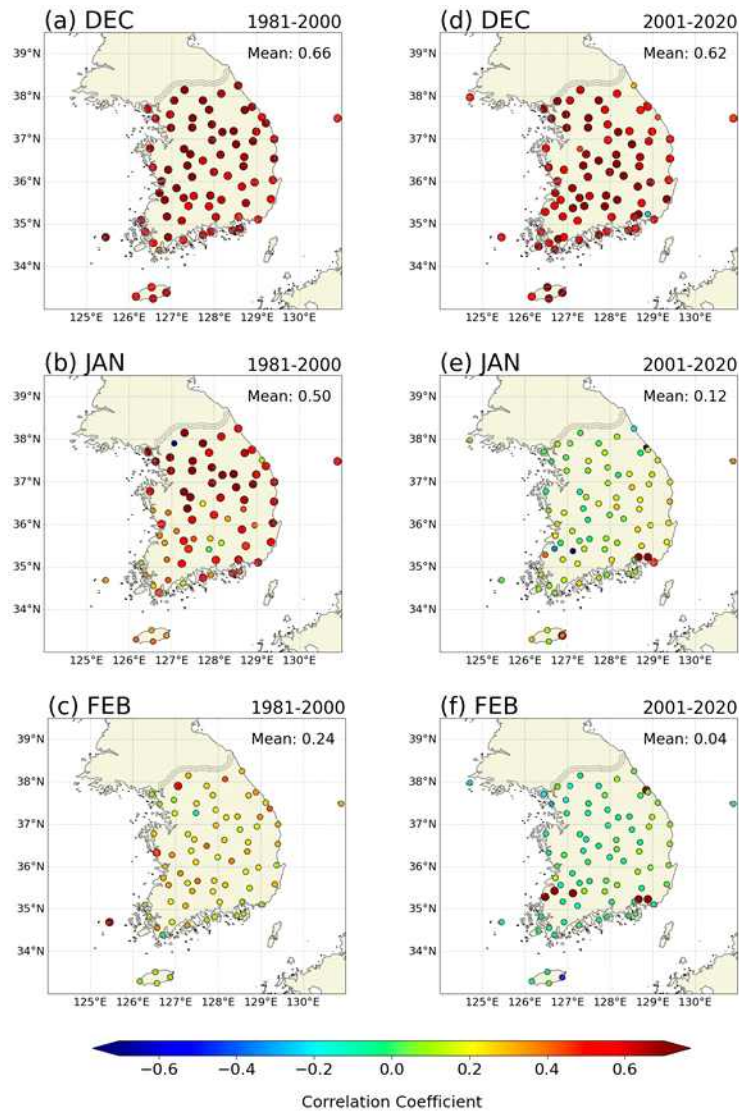 (a) DEC 1981-2000
Mean: 0.66
39°N
38°N
37°N
36°N
35°N
34°N
125°E 126°E 127°E 128°E 129°E 130°E
(d) DEC 2001-2020
Mean: 0.62
39°N
38°N
37°N
36°N
35°N
34°N
125°E 126°E 127°E 128°E 129°E 130°E
(b) JAN 1981-2000
Mean: 0.50
39°N
38°N
37°N
36°N
35°N
34°N
125°E 126°E 127°E 128°E 129°E 130°E
(e) JAN 2001-2020
Mean: 0.12
39°N
38°N
37°N
36°N
35°N
34°N
125°E 126°E 127°E 128°E 129°E 130°E
(c) FEB 1981-2000
Mean: 0.24
39°N
38°N
37°N
36°N
35°N
34°N
125°E 126°E 127°E 128°E 129°E 130°E
(f) FEB 2001-2020
Mean: 0.04
39°N
38°N
37°N
36°N
35°N
34°N
125°E 126°E 127°E 128°E 129°E 130°E
−0.6 −0.4 −0.2 0.0 0.2 0.4 0.6
Correlation Coefficient